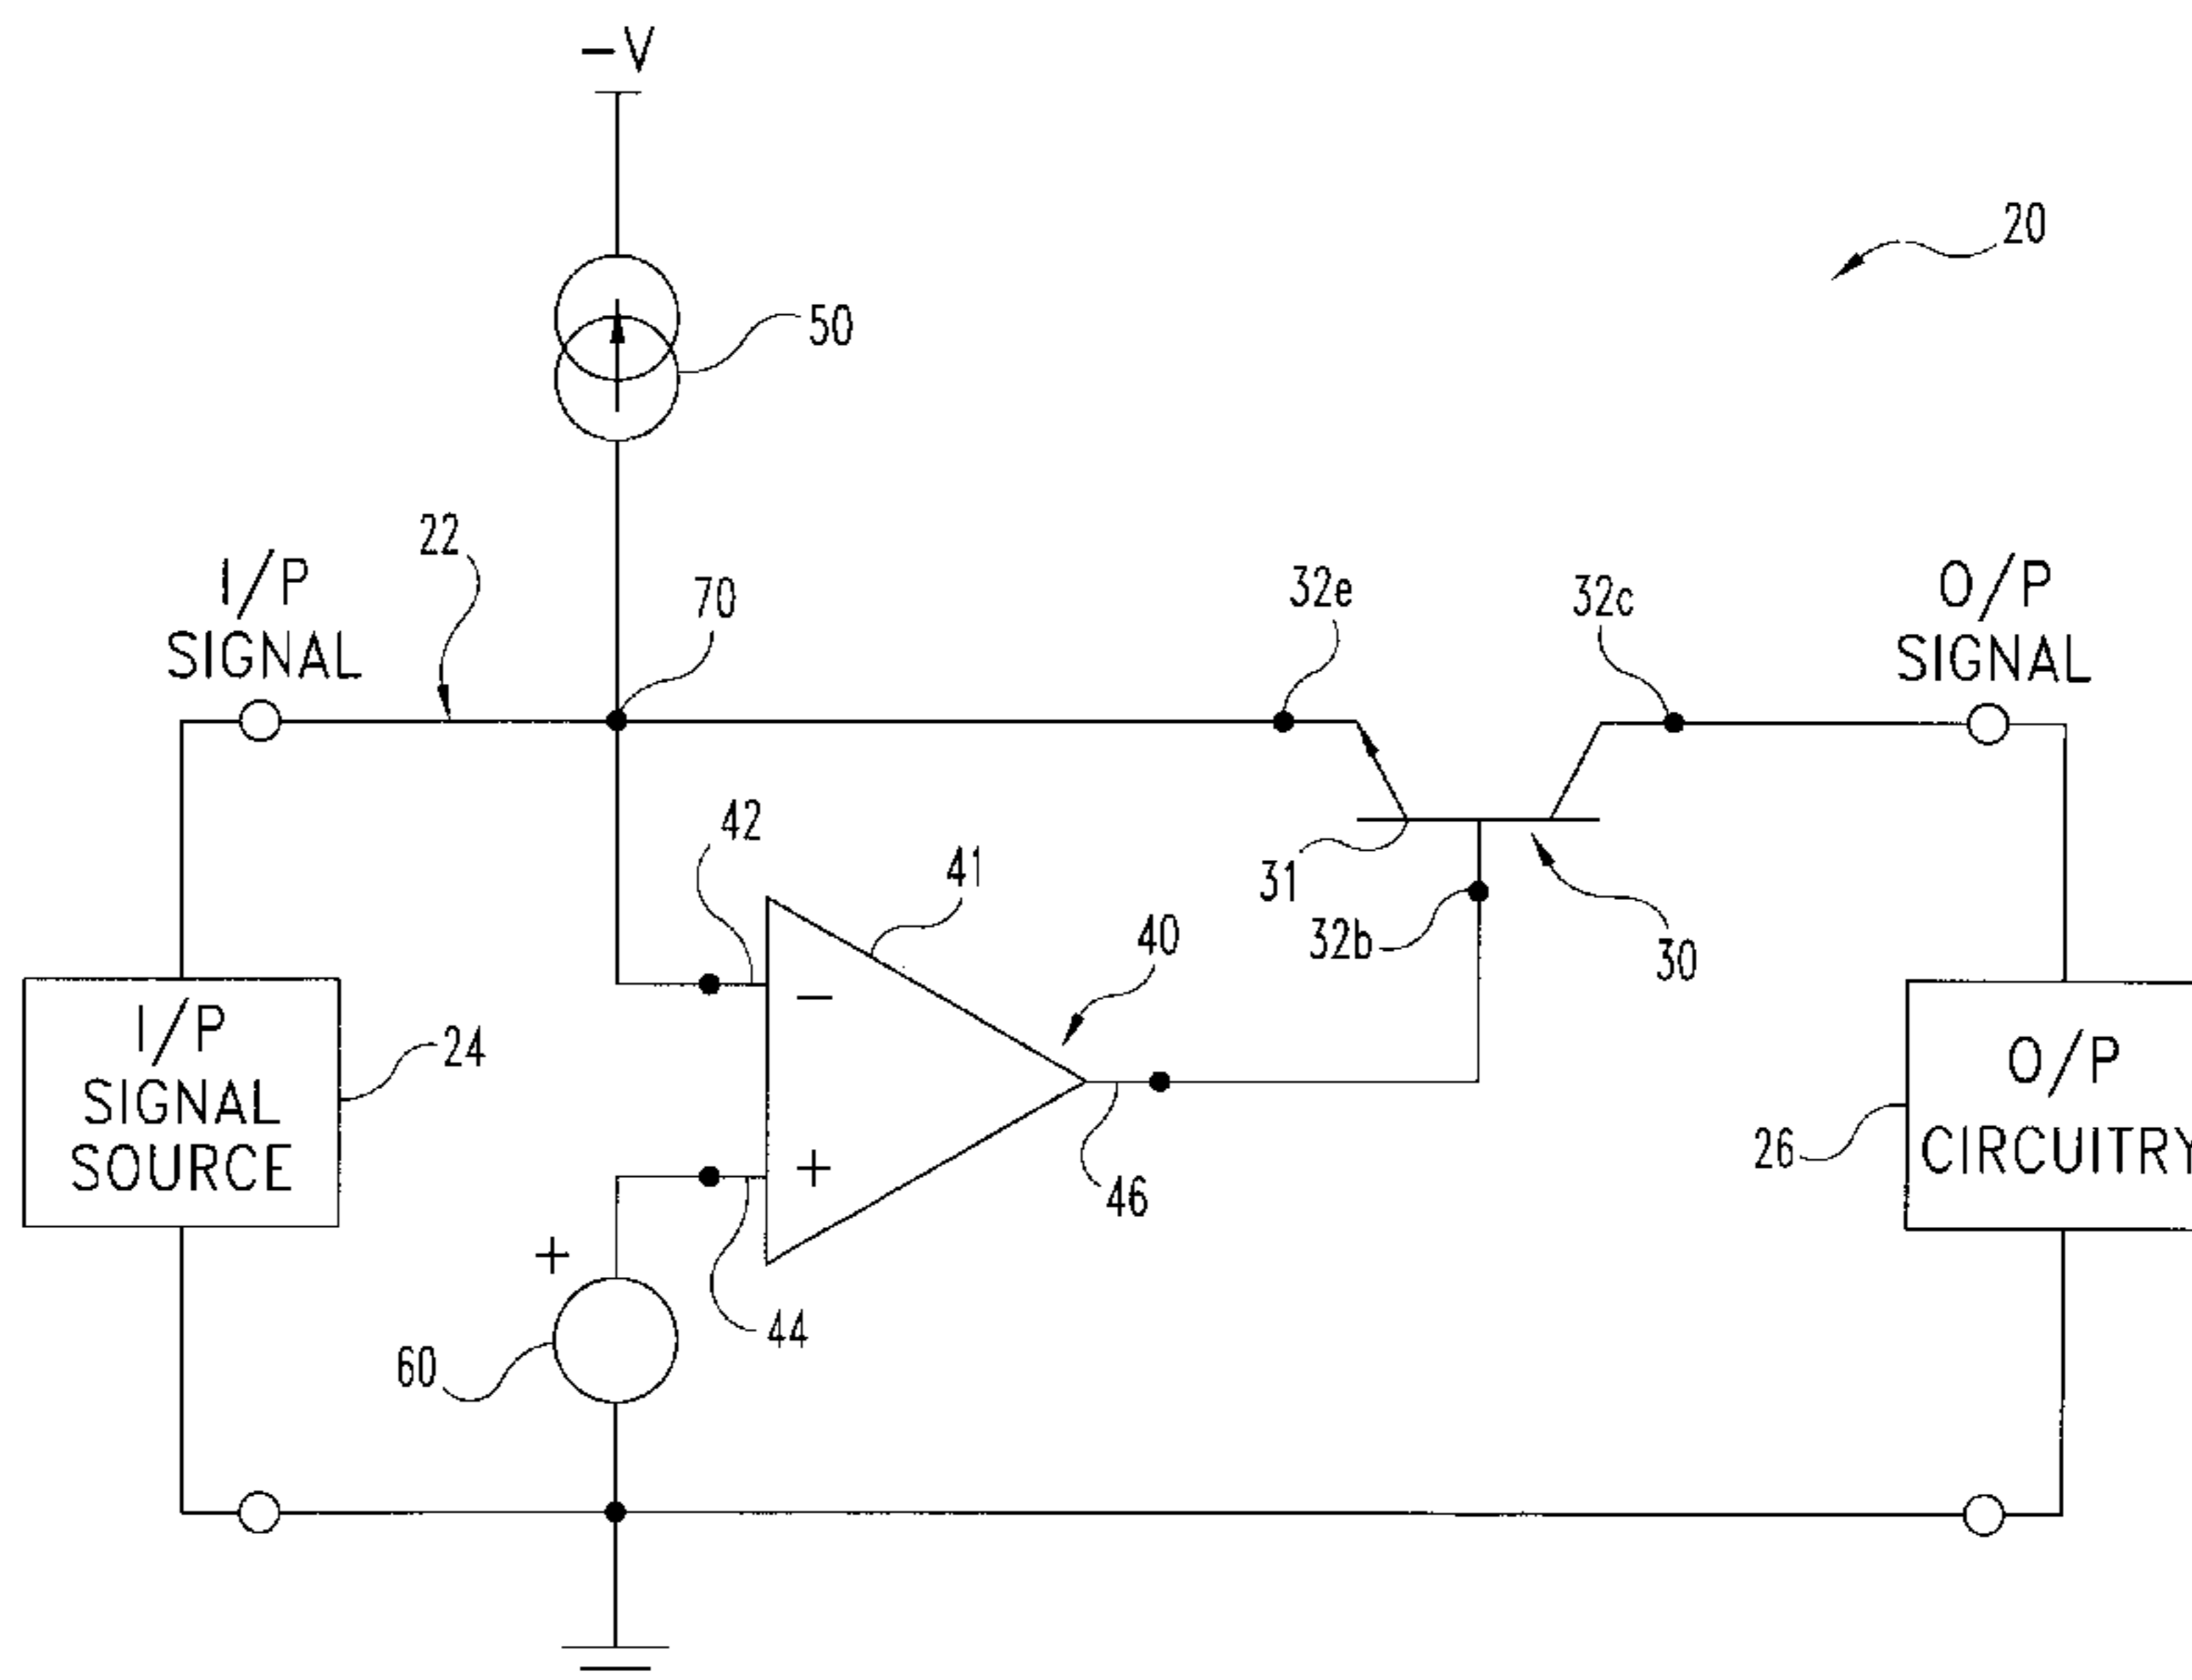 -V
20
50
22
I/P
SIGNAL
70
32e
32c
O/P
SIGNAL
42
41
31
32b
30
40
-
I/P
SIGNAL
SOURCE
24
O/P
CIRCUITRY
26
+
46
+
44
60